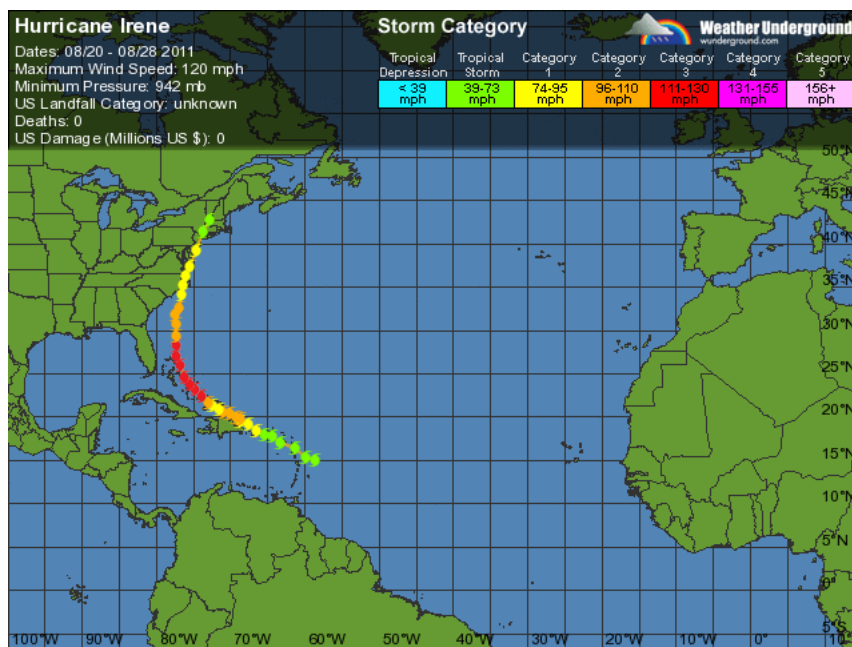 Hurricane Irene
Dates: 08/20 - 08/28 2011
Maximum Wind Speed: 120 mph
Minimum Pressure: 942 mb
US Landfall Category: unknown
Deaths: 0
US Damage (Millions US $): 0
Storm Category
Weather Underground
wunderground.com
Tropical Depression Tropical Storm Category 1 Category 2 Category 3 Category 4 Category 5
< 39 mph 39-73 mph 74-95 mph 96-110 mph 111-130 mph 131-155 mph 156+ mph
50°N
45°N
40°N
35°N
30°N
25°N
20°N
15°N
10°N
5°N
0°
5°S
100°W 90°W 80°W 70°W 60°W 50°W 40°W 30°W 20°W 10°W 0° 10°